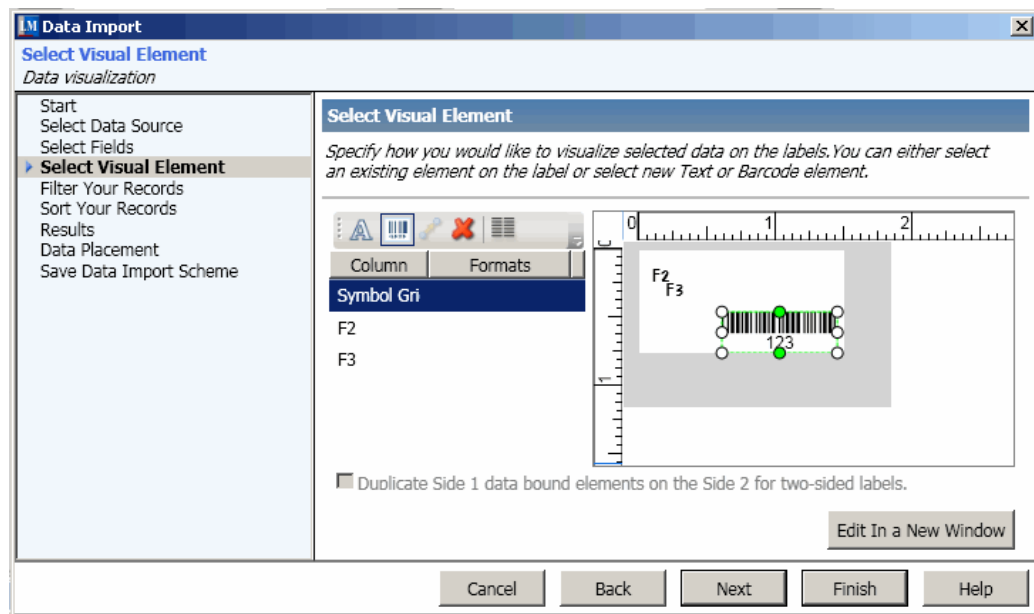 LM Data Import
Select Visual Element
Data visualization
Start
Select Data Source
Select Fields
Select Visual Element
Filter Your Records
Sort Your Records
Results
Data Placement
Save Data Import Scheme
Select Visual Element
Specify how you would like to visualize selected data on the labels.You can either select
an existing element on the label or select new Text or Barcode element.
A
Column Formats
Symbol Gri
F2
F3
0 1 2
0
F2
F3
123
1
Duplicate Side 1 data bound elements on the Side 2 for two-sided labels.
Edit In a New Window
Cancel Back Next Finish Help